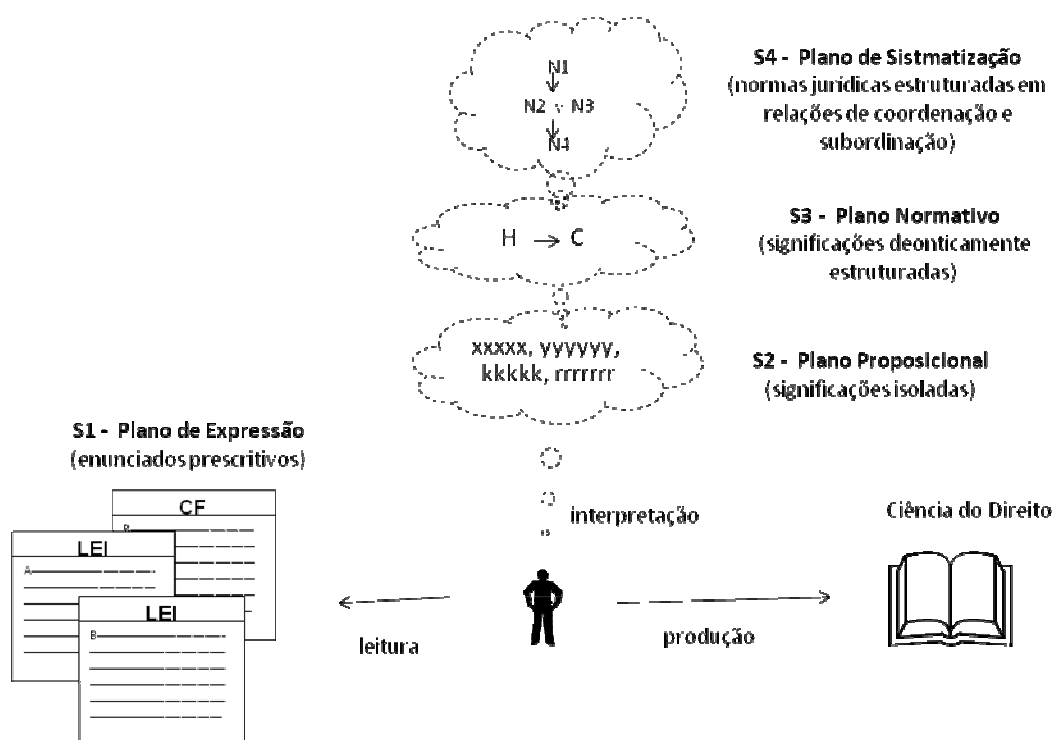 N1
N2 v N3
N4
S4 - Plano de Sistmatização
(normas jurídicas estruturadas em
relações de coordenação e
subordinação)
H → C
S3 - Plano Normativo
(significações deonticamente
estruturadas)
xxxxx, yyyyyy,
kkkkk, rrrrrrr
S2 - Plano Proposicional
(significações isoladas)
S1 - Plano de Expressão
(enunciados prescritivos)
CF
LEI
A
LEI
B
interpretação
leitura
produção
Ciência do Direito